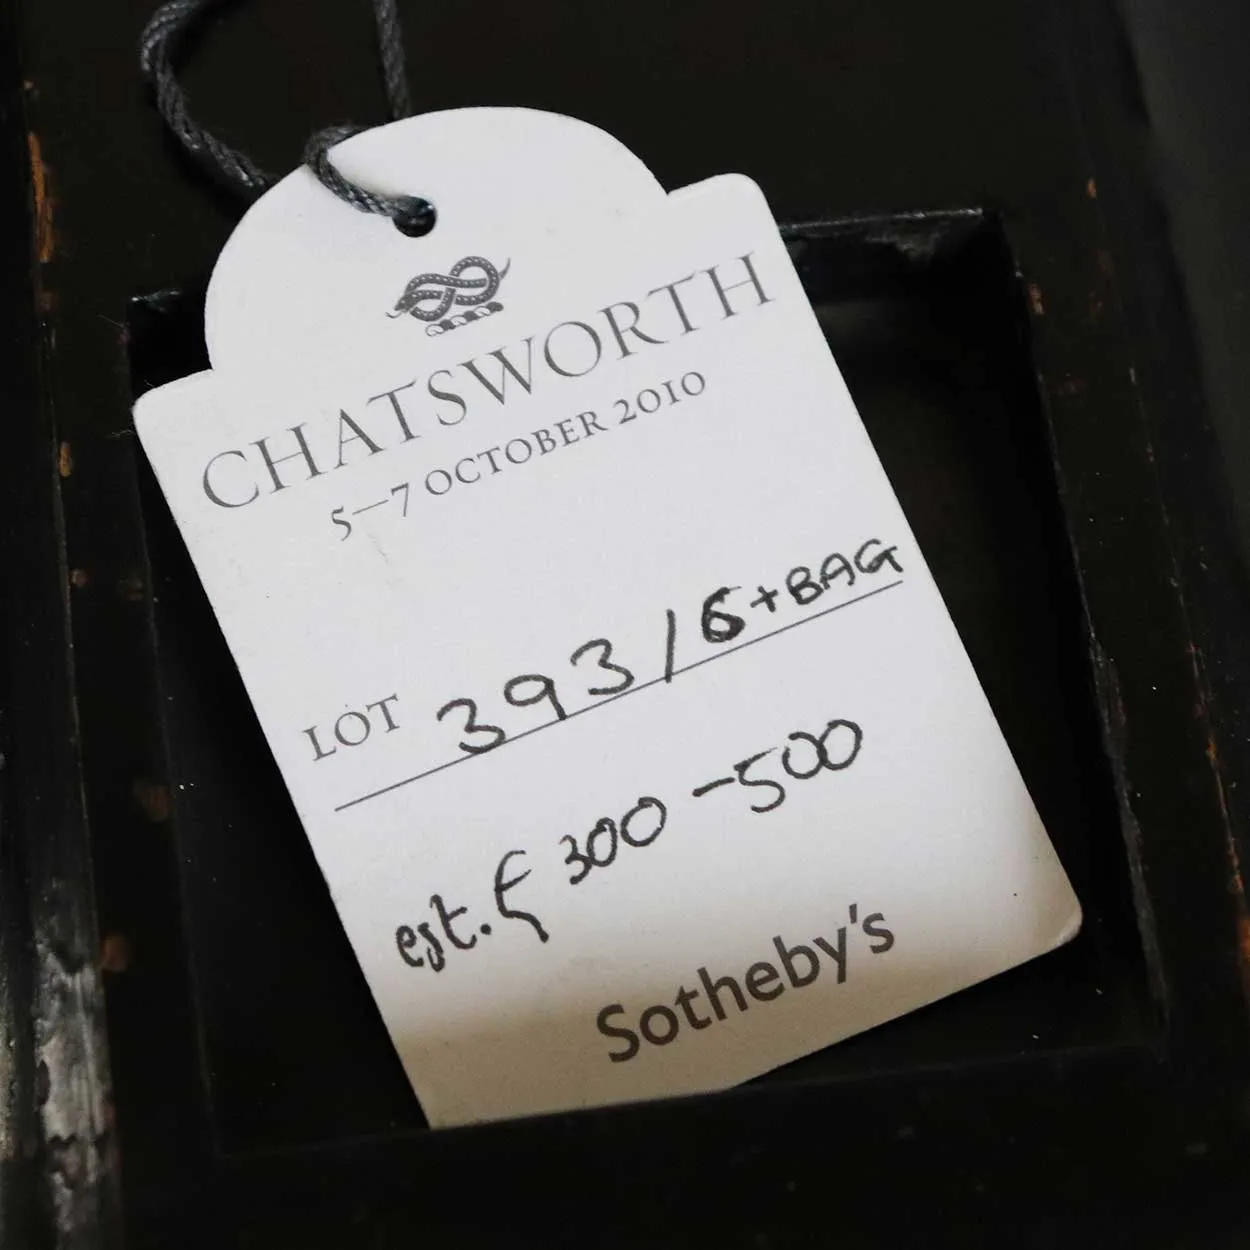 CHATSWORTH
5–7 OCTOBER 2010
LOT 393/6+BAG
est. £300–500
Sotheby's